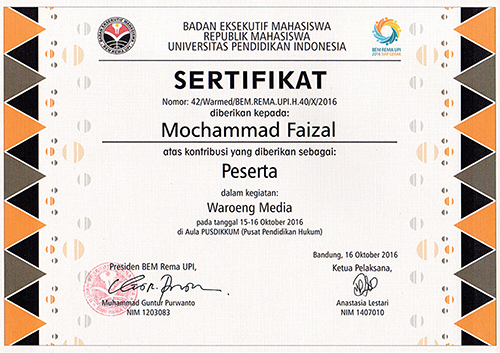 BADAN EKSEKUTIF MAHASISWA
REPUBLIK MAHASISWA
UNIVERSITAS PENDIDIKAN INDONESIA
BEM REMA UPI
SERTIFIKAT
Nomor: 42/Warmed/BEM.REMA.UPI.H.40/X/2016
diberikan kepada:
Mochammad Faizal
atas kontribusi yang diberikan sebagai:
Peserta
dalam kegiatan:
Waroeng Media
pada tanggal 15-16 Oktober 2016
di Aula PUSDIKKUM (Pusat Pendidikan Hukum)
Bandung, 16 Oktober 2016
Presiden BEM Rema UPI,
Ketua Pelaksana,
Muhammad Guntur Purwanto
NIM 1203083
Anastasia Lestari
NIM 1407010